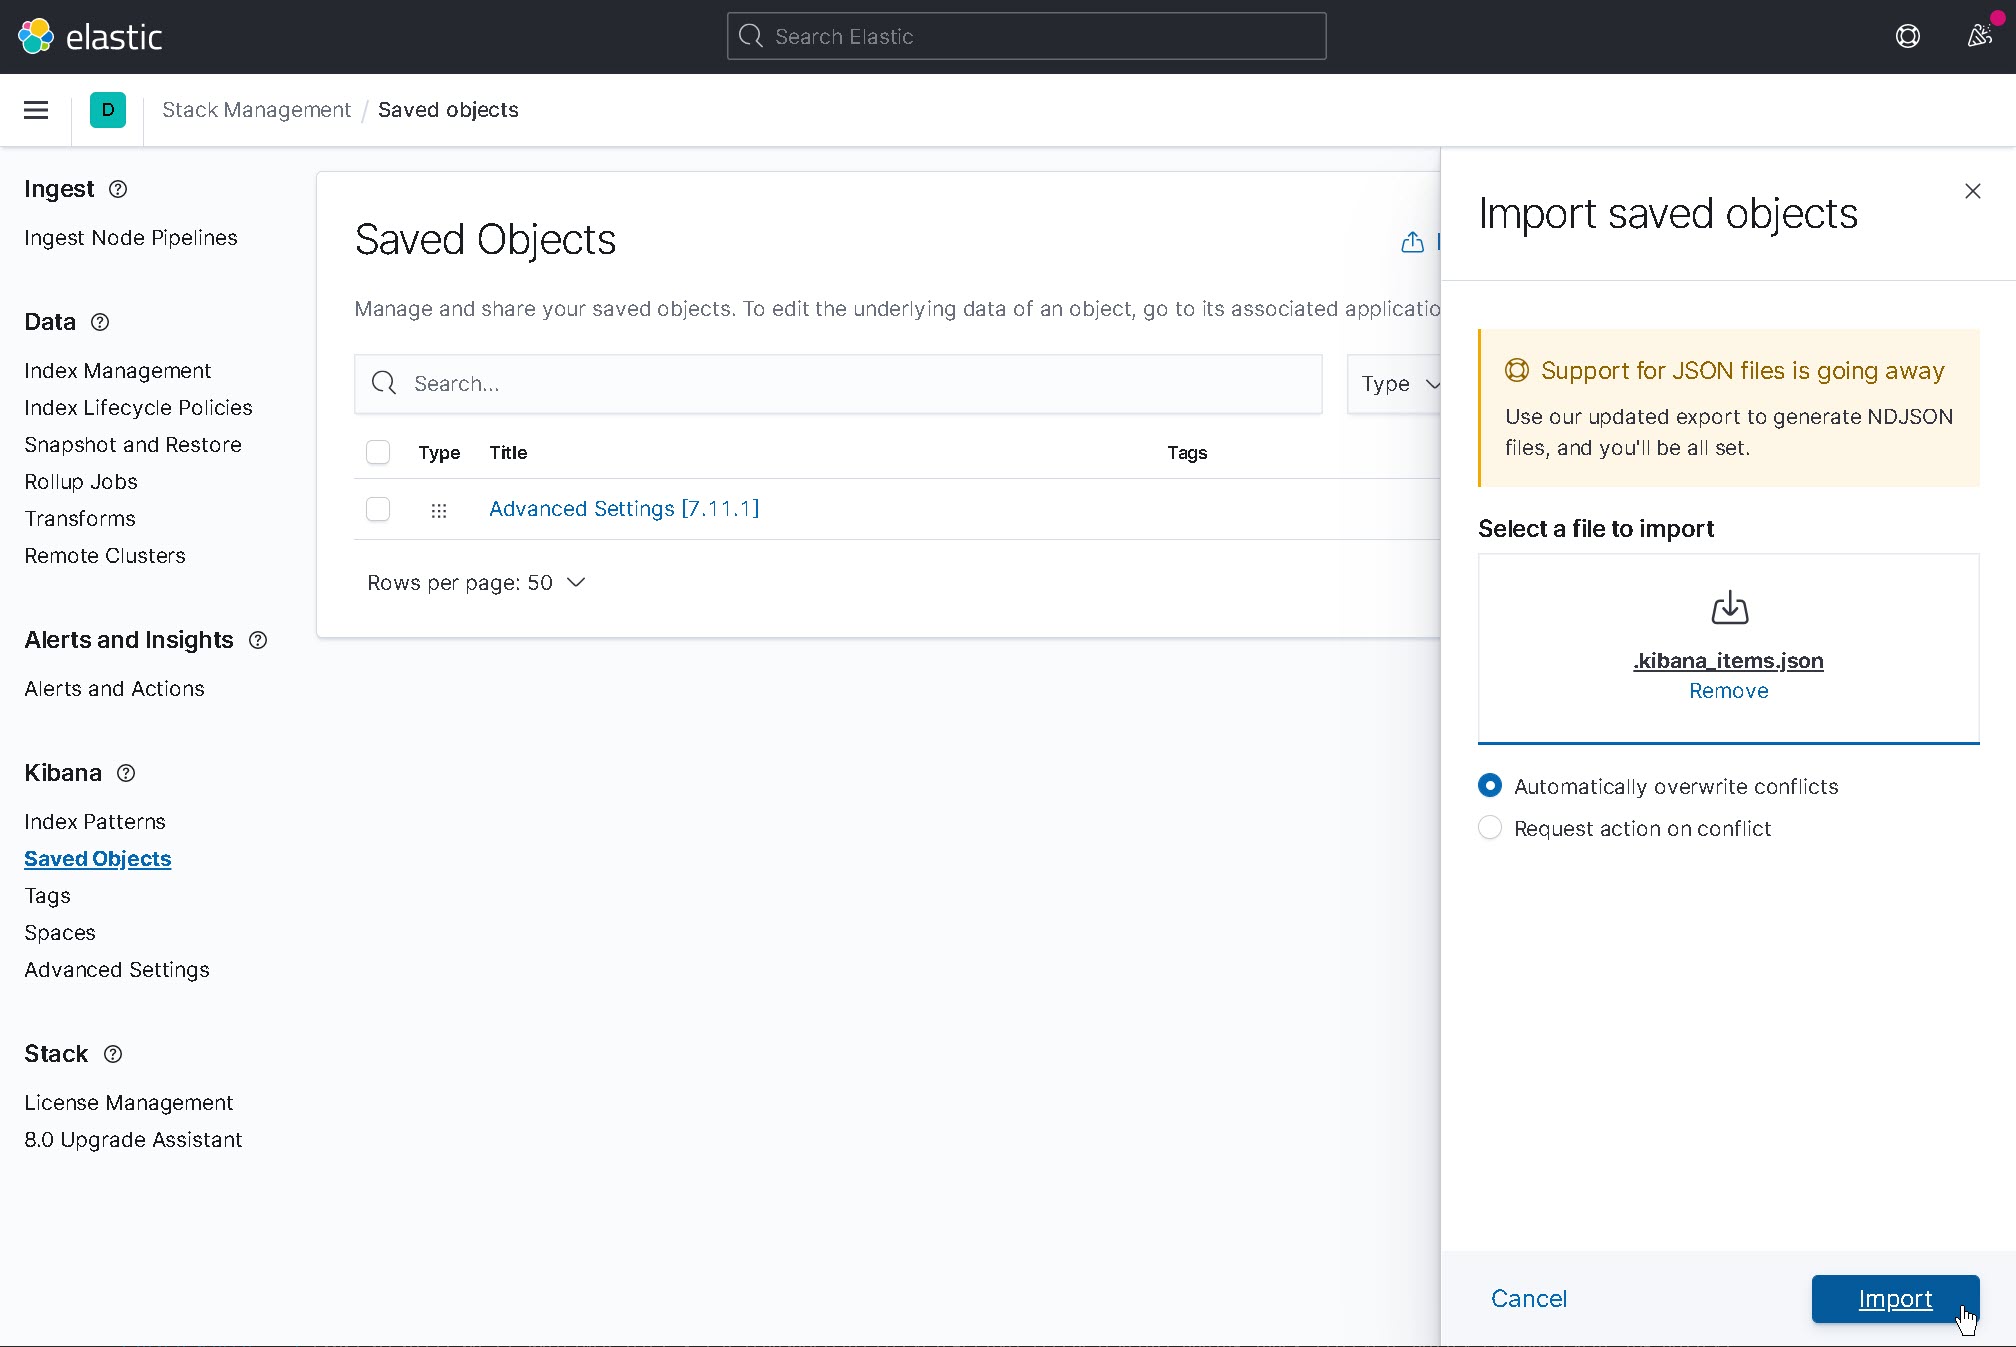 elastic
Search Elastic
D
Stack Management / Saved objects
Ingest
Ingest Node Pipelines
Data
Index Management
Index Lifecycle Policies
Snapshot and Restore
Rollup Jobs
Transforms
Remote Clusters
Alerts and Insights
Alerts and Actions
Kibana
Index Patterns
Saved Objects
Tags
Spaces
Advanced Settings
Stack
License Management
8.0 Upgrade Assistant
Saved Objects
Manage and share your saved objects. To edit the underlying data of an object, go to its associated applicatio
Search...
Type
Type Title Tags
Advanced Settings [7.11.1]
Rows per page: 50
Import saved objects
Support for JSON files is going away
Use our updated export to generate NDJSON
files, and you'll be all set.
Select a file to import
.kibana_items.json
Remove
Automatically overwrite conflicts
Request action on conflict
Cancel
Import